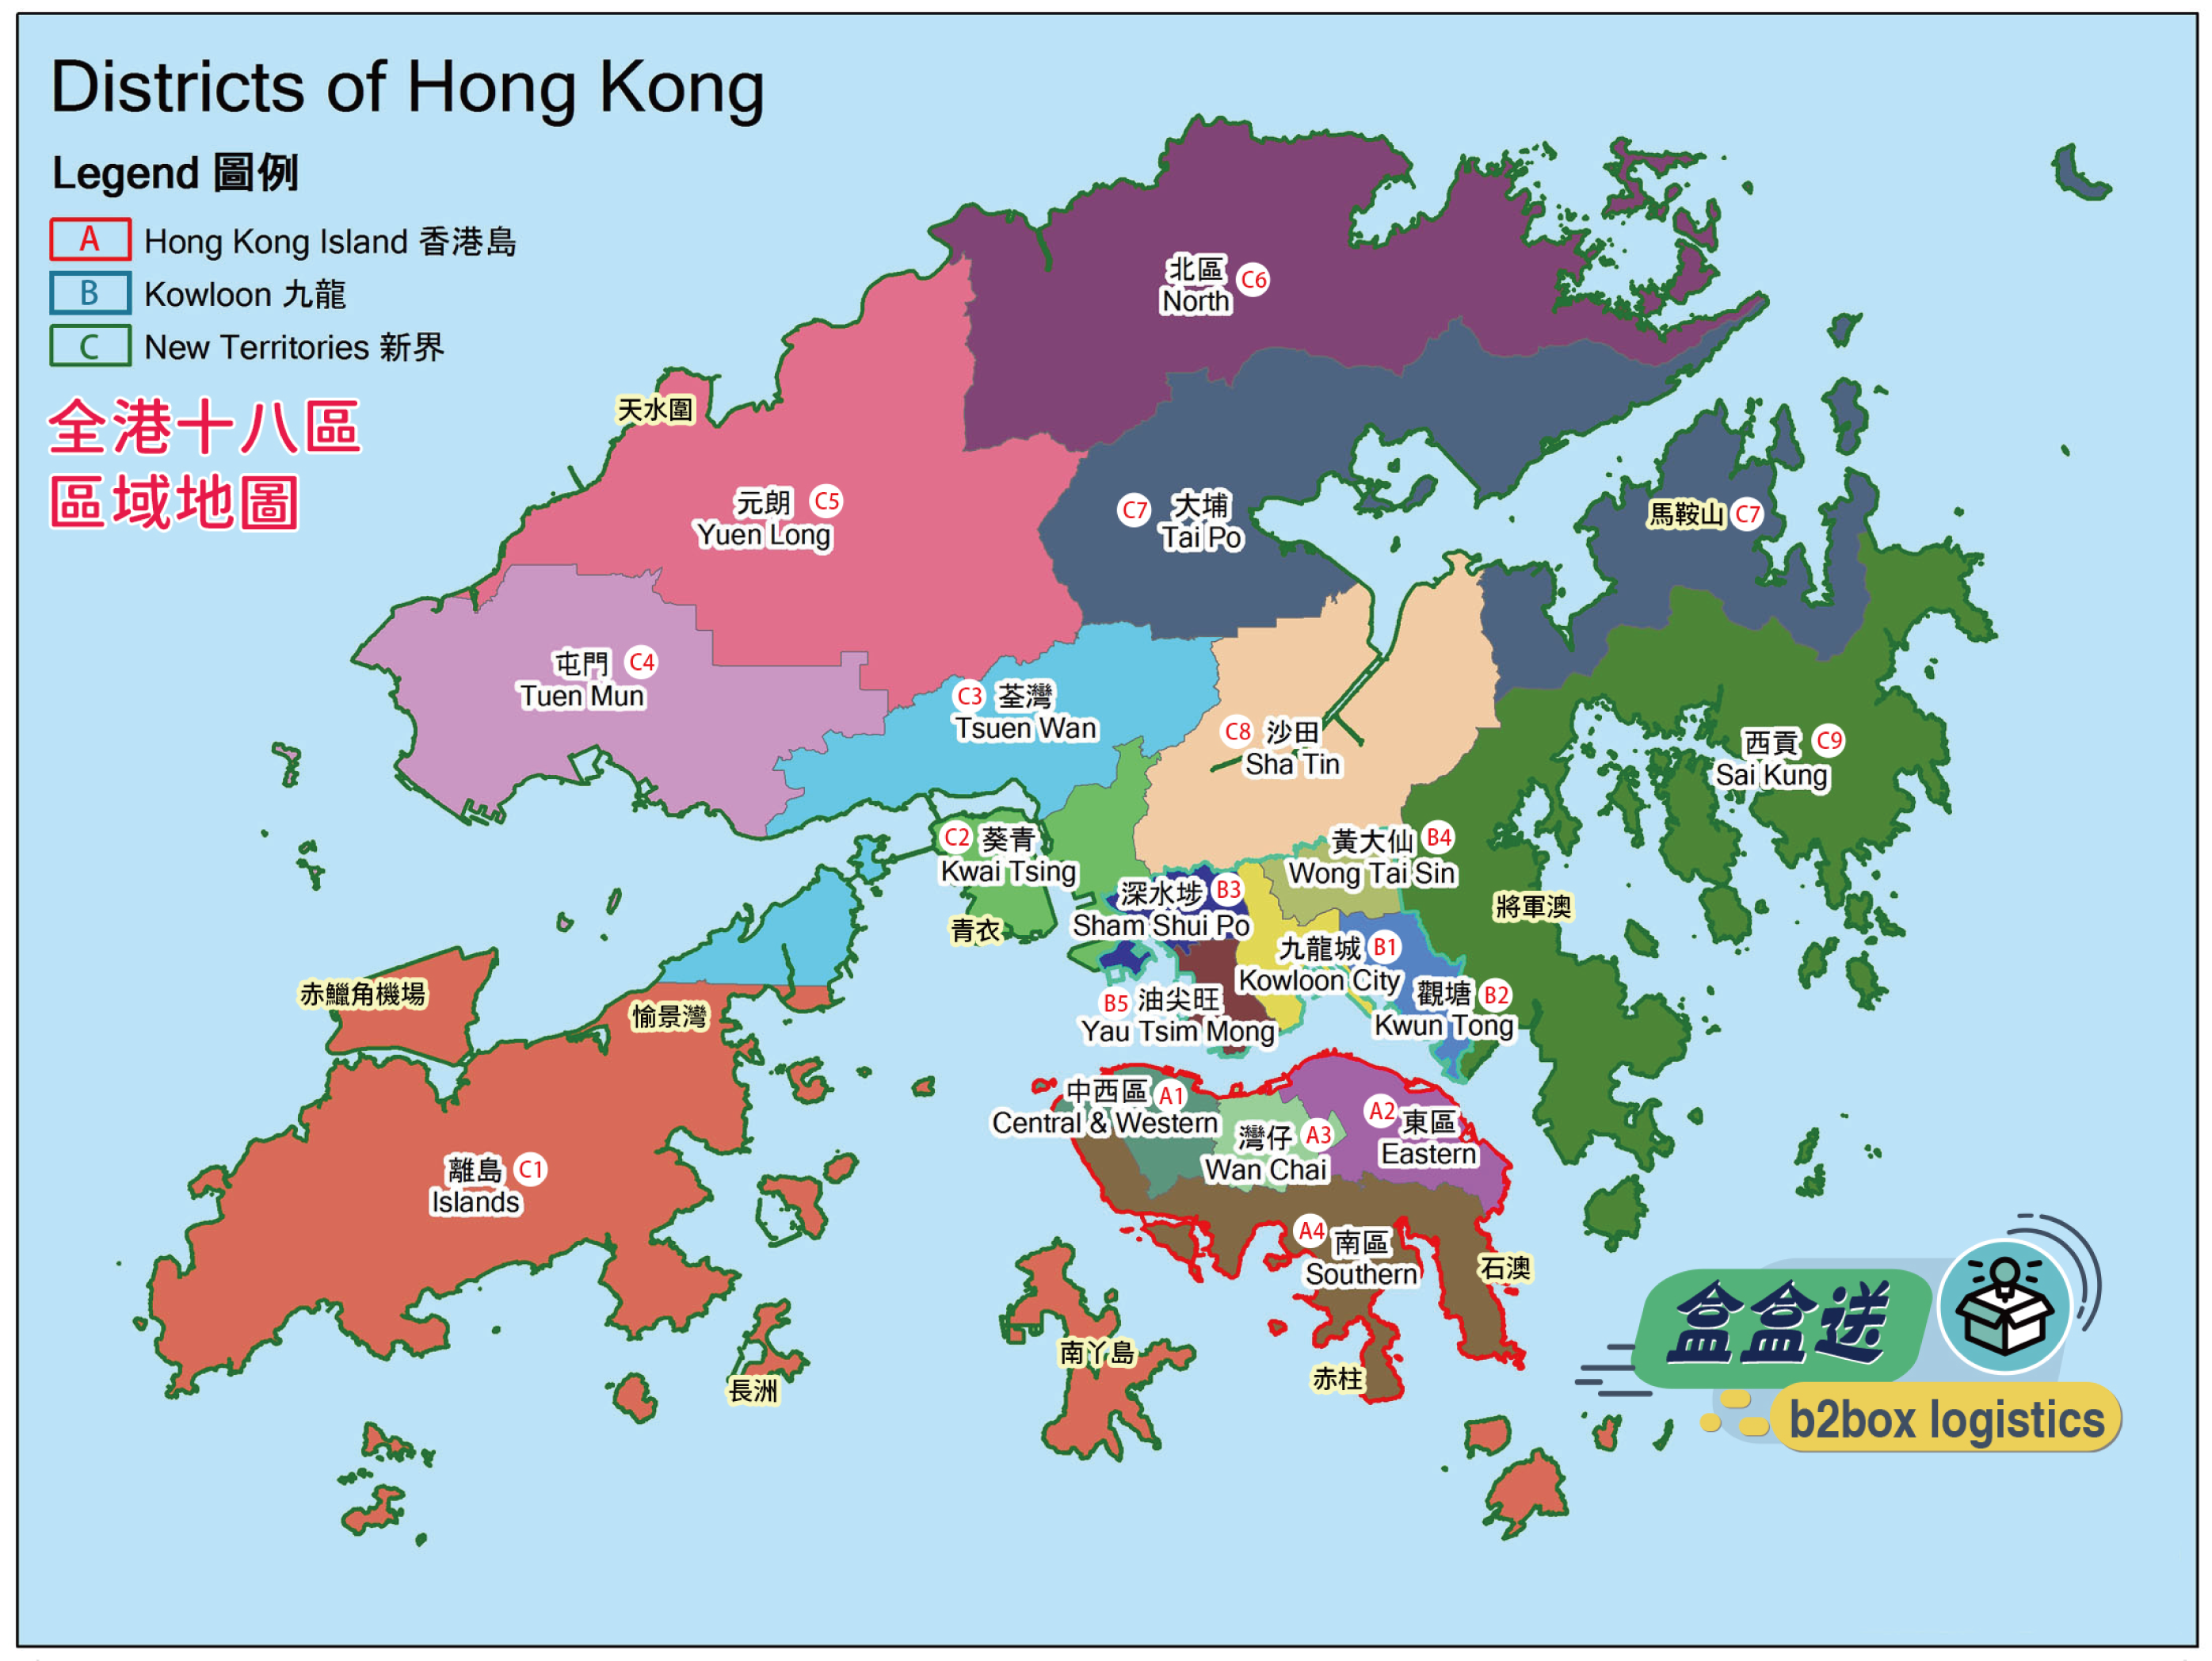 Districts of Hong Kong
Legend 圖例
A Hong Kong Island 香港島
B Kowloon 九龍
C New Territories 新界
全港十八區
區域地圖
北區 C6
North
天水圍
元朗 C5
Yuen Long
C7 大埔
Tai Po
馬鞍山 C7
屯門 C4
Tuen Mun
C3 荃灣
Tsuen Wan
C8 沙田
Sha Tin
西貢 C9
Sai Kung
C2 葵青
Kwai Tsing
青衣
黃大仙 B4
Wong Tai Sin
深水埗 B3
Sham Shui Po
將軍澳
九龍城 B1
Kowloon City
觀塘 B2
Kwun Tong
B5 油尖旺
Yau Tsim Mong
赤鱲角機場
愉景灣
中西區 A1
Central & Western
灣仔 A3
Wan Chai
A2 東區
Eastern
離島 C1
Islands
A4 南區
Southern
石澳
南丫島
赤柱
長洲
盒盒送
b2box logistics